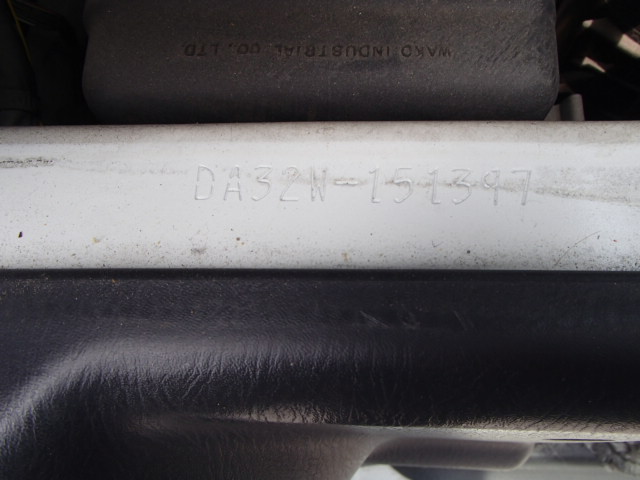 WAKO INDUSTRIAL CO., LTD
DA32W-151397